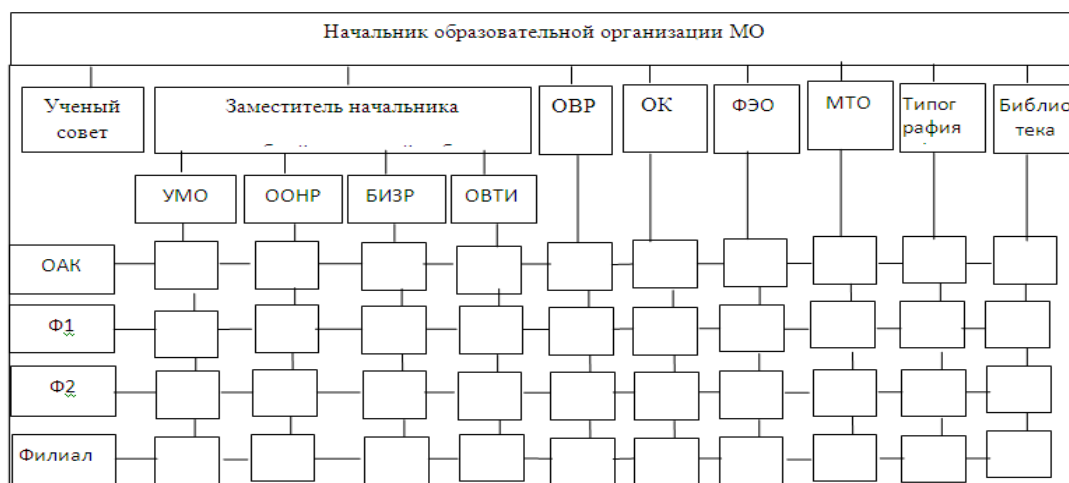 Начальник образовательной организации МО
Ученый
совет
Заместитель начальника
ОВР
ОК
ФЭО
МТО
Типог
рафия
Библио
тека
УМО
ООНР
БИЗР
ОВТИ
ОАК
Ф1
Ф2
Филиал